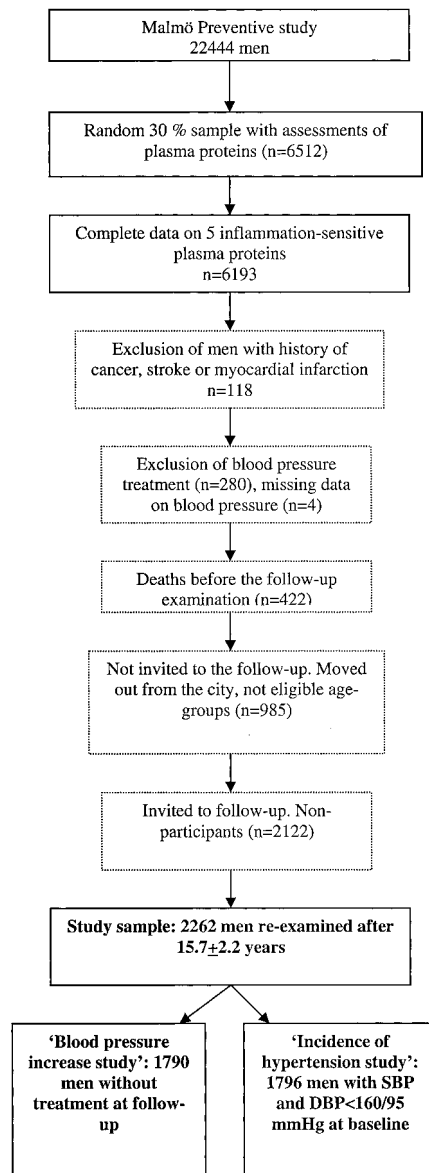 Malmö Preventive study
22444 men
Random 30 % sample with assessments of
plasma proteins (n=6512)
Complete data on 5 inflammation-sensitive
plasma proteins
n=6193
Exclusion of men with history of
cancer, stroke or myocardial infarction
n=118
Exclusion of blood pressure
treatment (n=280), missing data
on blood pressure (n=4)
Deaths before the follow-up
examination (n=422)
Not invited to the follow-up. Moved
out from the city, not eligible age-
groups (n=985)
Invited to follow-up. Non-
participants (n=2122)
Study sample: 2262 men re-examined after
15.7±2.2 years
‘Blood pressure
increase study’: 1790
men without
treatment at follow-
up
‘Incidence of
hypertension study’:
1796 men with SBP
and DBP<160/95
mmHg at baseline